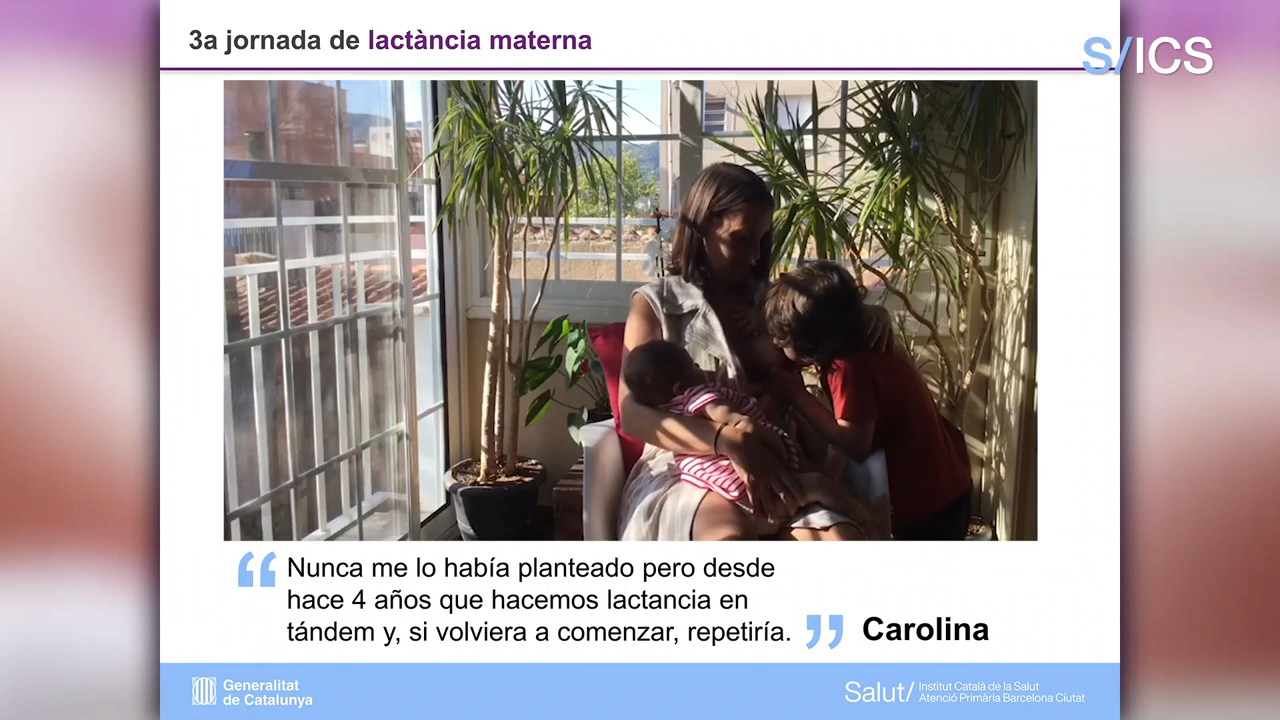 3a jornada de lactància materna
S/ICS
“ Nunca me lo había planteado pero desde
hace 4 años que hacemos lactancia en
tándem y, si volviera a comenzar, repetiría. ”
Carolina
Generalitat
de Catalunya
Salut/
Institut Català de la Salut
Atenció Primària Barcelona Ciutat